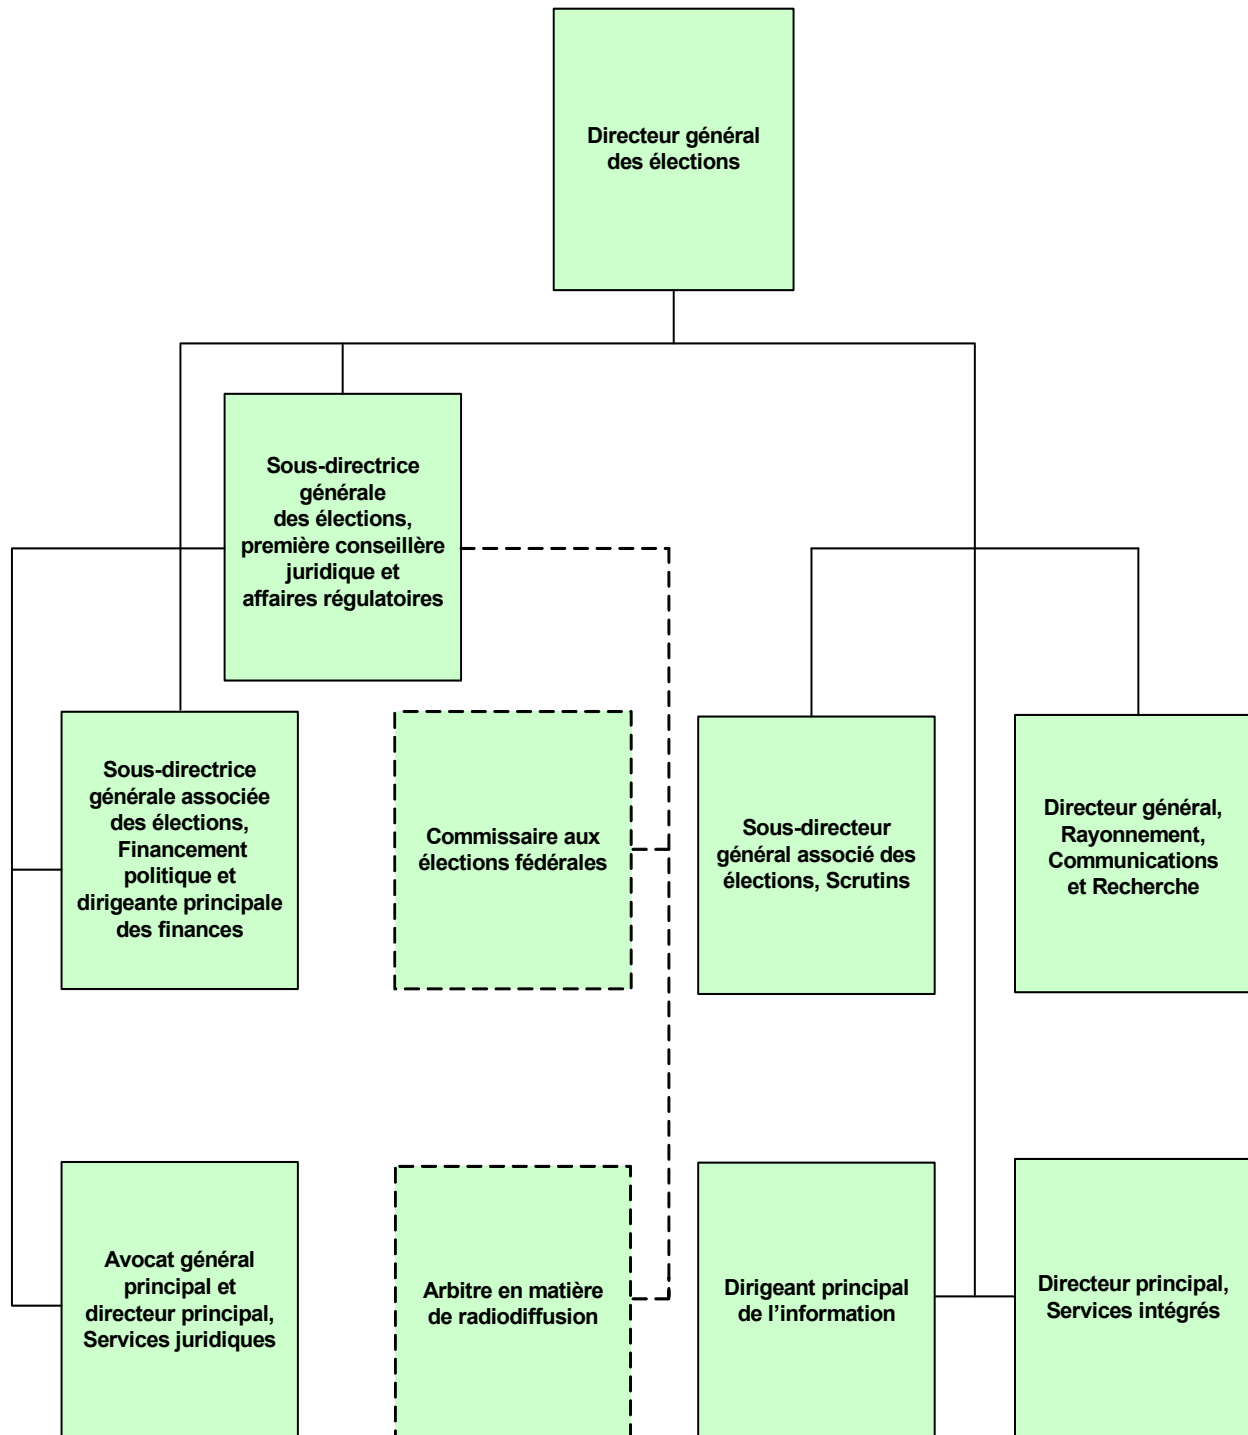 Directeur général
des élections
Sous-directrice
générale
des élections,
première conseillère
juridique et
affaires régulatoires
Sous-directrice
générale associée
des élections,
Financement
politique et
dirigeante principale
des finances
Commissaire aux
élections fédérales
Sous-directeur
général associé des
élections, Scrutins
Directeur général,
Rayonnement,
Communications
et Recherche
Avocat général
principal et
directeur principal,
Services juridiques
Arbitre en matière
de radiodiffusion
Dirigeant principal
de l’information
Directeur principal,
Services intégrés